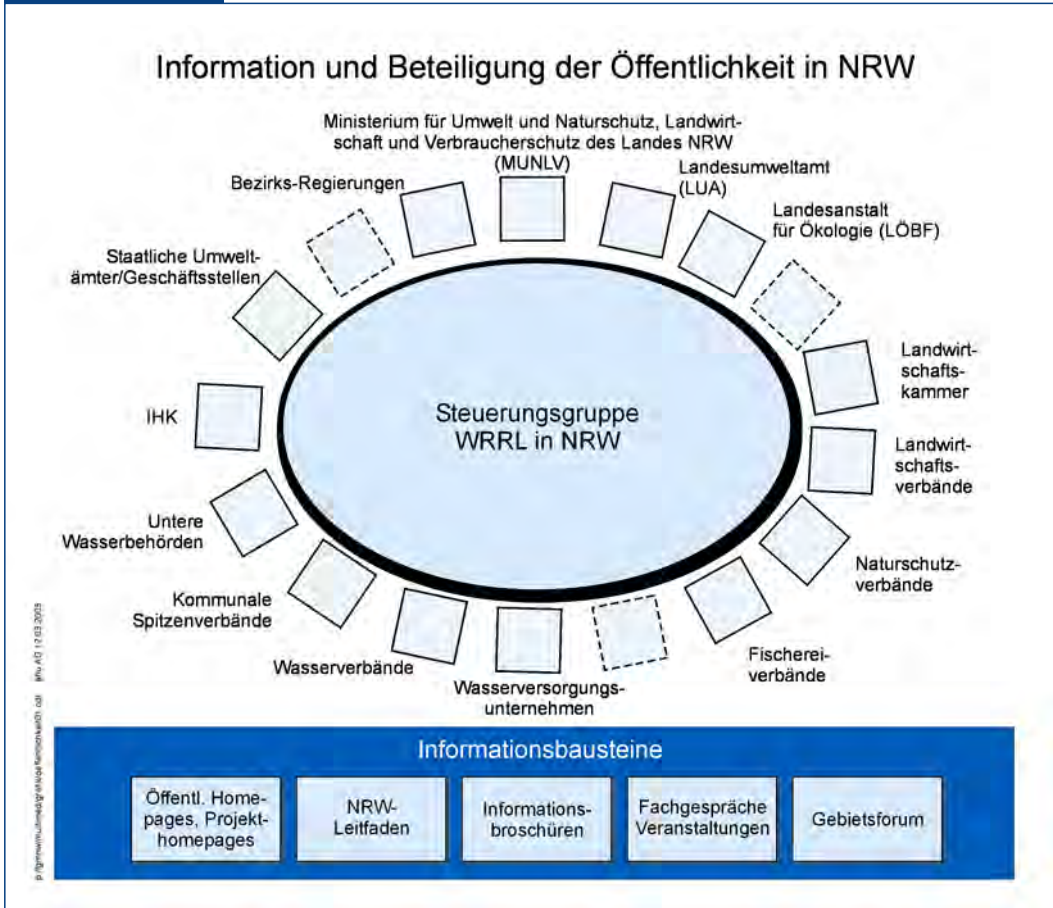 Information und Beteiligung der Öffentlichkeit in NRW
Ministerium für Umwelt und Naturschutz, Landwirt-
schaft und Verbraucherschutz des Landes NRW
(MUNLV)
Bezirks-Regierungen
Landesumweltamt
(LUA)
Landesanstalt
für Ökologie (LÖBF)
Staatliche Umwelt-
ämter/Geschäftsstellen
Landwirt-
schafts-
kammer
IHK
Steuerungsgruppe
WRRL in NRW
Landwirt-
schafts-
verbände
Untere
Wasserbehörden
Naturschutz-
verbände
Kommunale
Spitzenverbände
Fischerei-
verbände
Wasserverbände
Wasserversorgungs-
unternehmen
Informationsbausteine
Öffentl. Home-
pages, Projekt-
homepages
NRW-
Leitfaden
Informations-
broschüren
Fachgespräche
Veranstaltungen
Gebietsforum